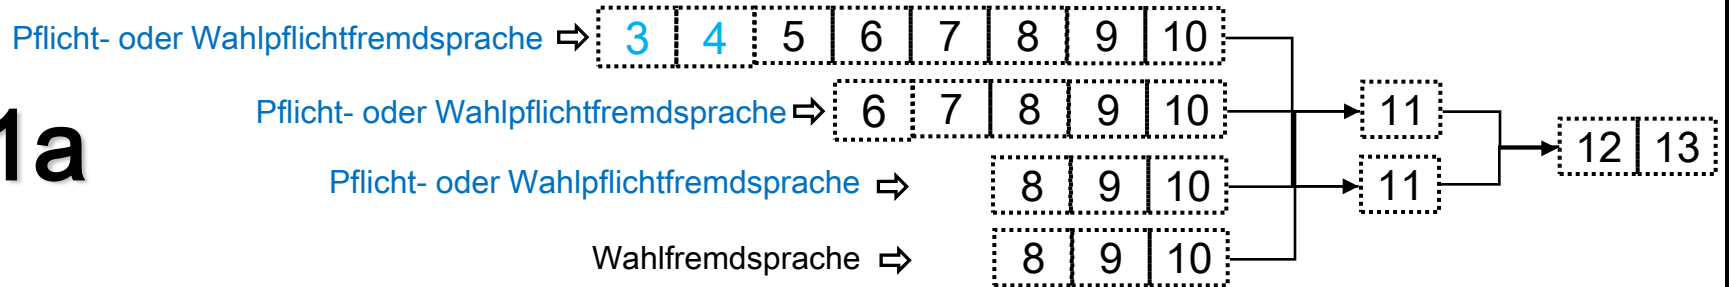 Pflicht- oder Wahlpflichtfremdsprache ⇨ 3 4 5 6 7 8 9 10
Pflicht- oder Wahlpflichtfremdsprache ⇨ 6 7 8 9 10 11
1a
12 13
Pflicht- oder Wahlpflichtfremdsprache ⇨ 8 9 10 11
Wahlfremdsprache ⇨ 8 9 10